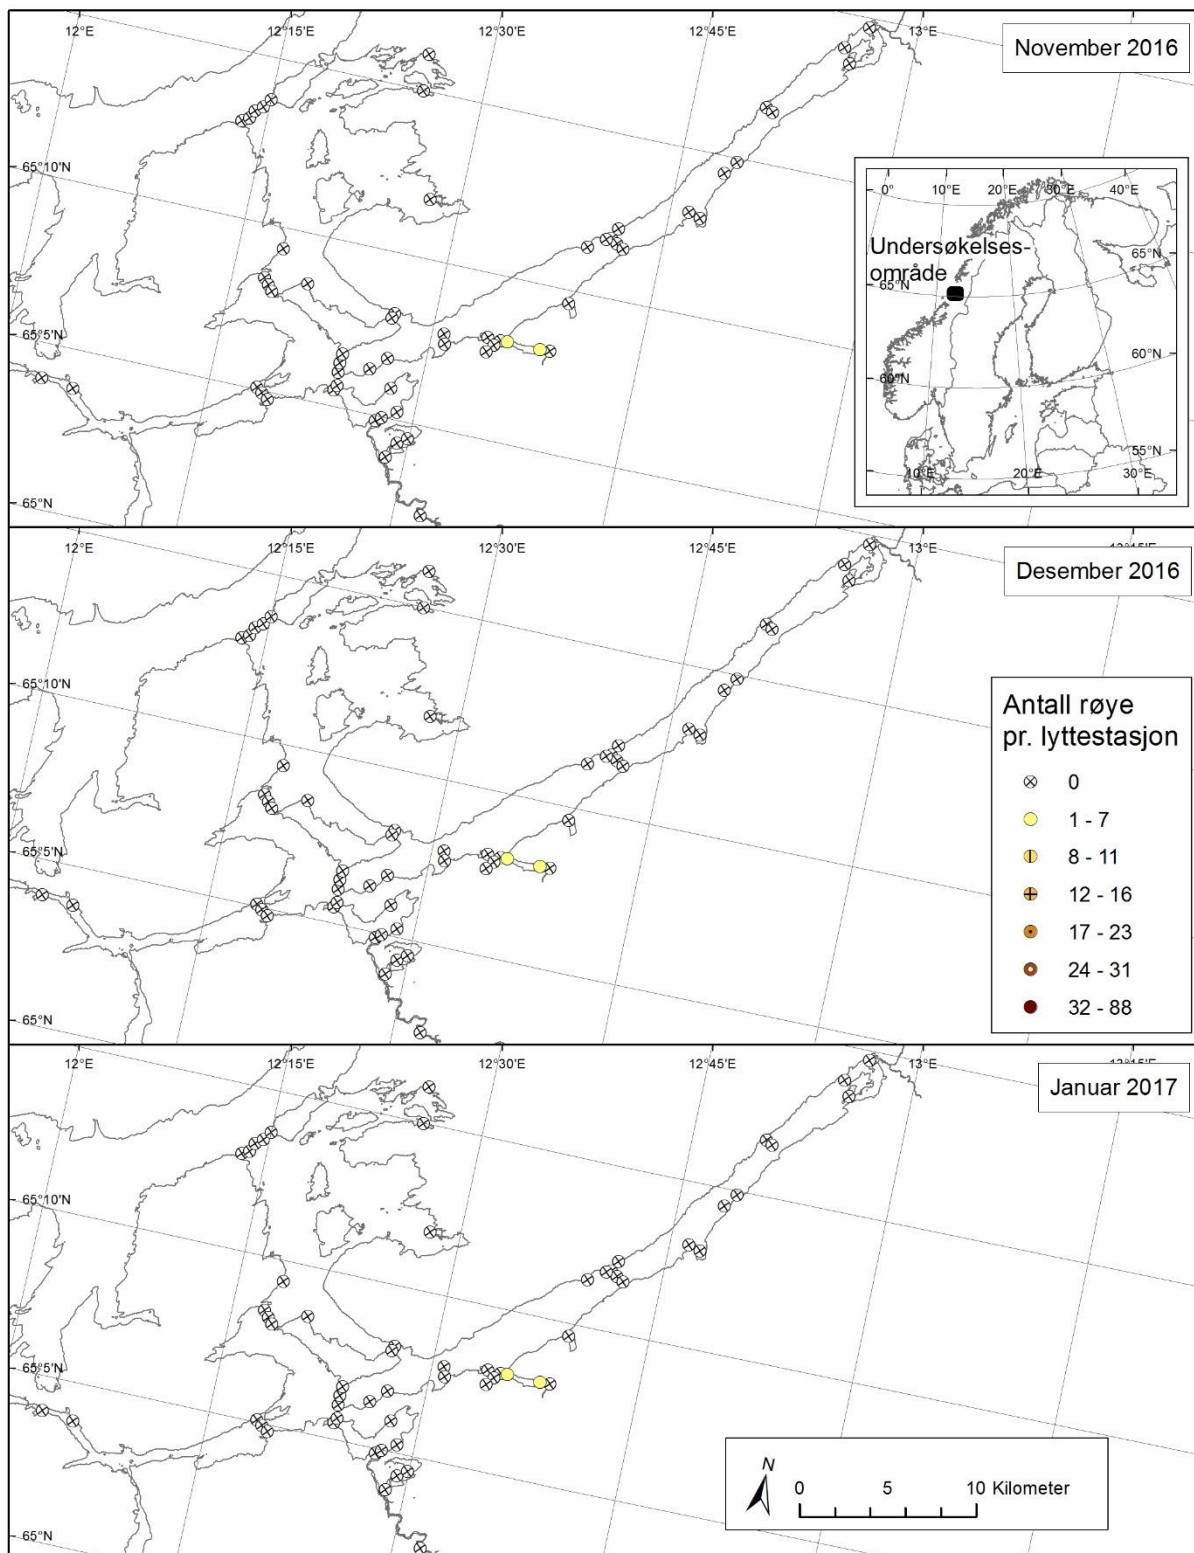 12°E
12°15'E
12°30'E
12°45'E
13°E
November 2016
65°10'N
65°5'N
65°N
0°
10°E
20°E
30°E
40°E
Undersøkelses-
område
65°N
65°N
60°N
60°N
55°N
10°E
20°E
30°E
12°E
12°15'E
12°30'E
12°45'E
13°E
Desember 2016
65°10'N
65°5'N
65°N
Antall røye
pr. lyttestasjon
0
1 - 7
8 - 11
12 - 16
17 - 23
24 - 31
32 - 88
12°E
12°15'E
12°30'E
12°45'E
13°E
Januar 2017
65°10'N
65°5'N
65°N
N
0 5 10 Kilometer